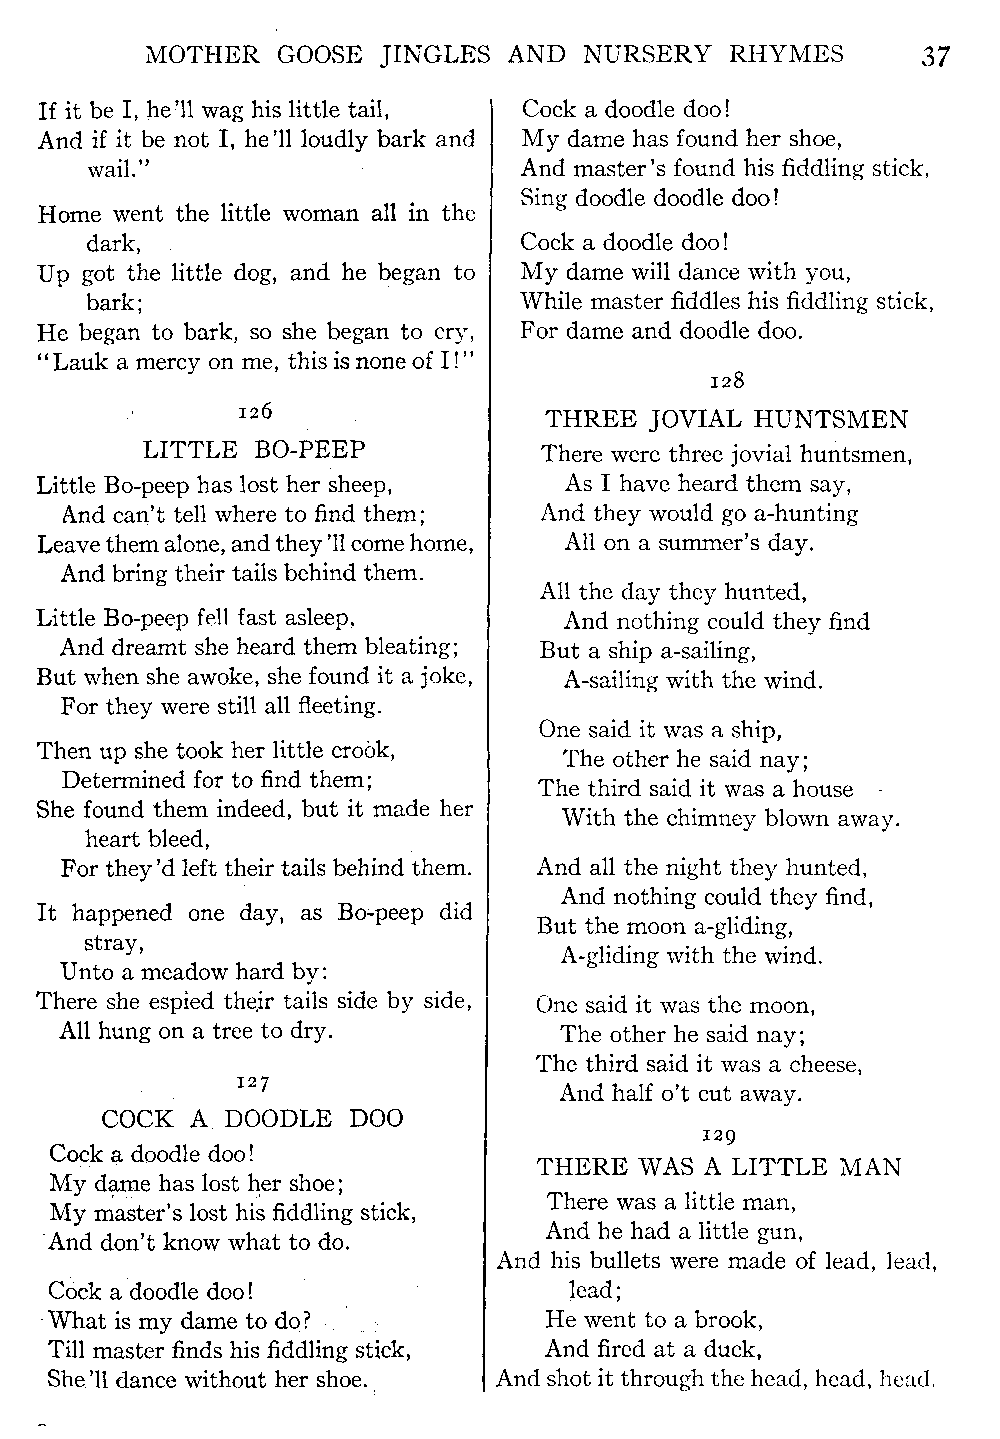 MOTHER GOOSE JINGLES AND NURSERY RHYMES 37
If it be I, he'll wag his little tail,
And if it be not I, he'll loudly bark and
wail."
Home went the little woman all in the
dark,
Up got the little dog, and he began to
bark;
He began to bark, so she began to cry,
"Lauk a mercy on me, this is none of I!"
126
LITTLE BO-PEEP
Little Bo-peep has lost her sheep,
And can't tell where to find them;
Leave them alone, and they'll come home,
And bring their tails behind them.
Little Bo-peep fell fast asleep,
And dreamt she heard them bleating;
But when she awoke, she found it a joke,
For they were still all fleeting.
Then up she took her little crook,
Determined for to find them;
She found them indeed, but it made her
heart bleed,
For they'd left their tails behind them.
It happened one day, as Bo-peep did
stray,
Unto a meadow hard by:
There she espied their tails side by side,
All hung on a tree to dry.
127
COCK A DOODLE DOO
Cock a doodle doo!
My dame has lost her shoe;
My master's lost his fiddling stick,
And don't know what to do.
Cock a doodle doo!
What is my dame to do?
Till master finds his fiddling stick,
She'll dance without her shoe.
Cock a doodle doo!
My dame has found her shoe,
And master's found his fiddling stick,
Sing doodle doodle doo!
Cock a doodle doo!
My dame will dance with you,
While master fiddles his fiddling stick,
For dame and doodle doo.
128
THREE JOVIAL HUNTSMEN
There were three jovial huntsmen,
As I have heard them say,
And they would go a-hunting
All on a summer's day.
All the day they hunted,
And nothing could they find
But a ship a-sailing,
A-sailing with the wind.
One said it was a ship,
The other he said nay;
The third said it was a house
With the chimney blown away.
And all the night they hunted,
And nothing could they find,
But the moon a-gliding,
A-gliding with the wind.
One said it was the moon,
The other he said nay;
The third said it was a cheese,
And half o't cut away.
129
THERE WAS A LITTLE MAN
There was a little man,
And he had a little gun,
And his bullets were made of lead, lead,
lead;
He went to a brook,
And fired at a duck,
And shot it through the head, head, head.